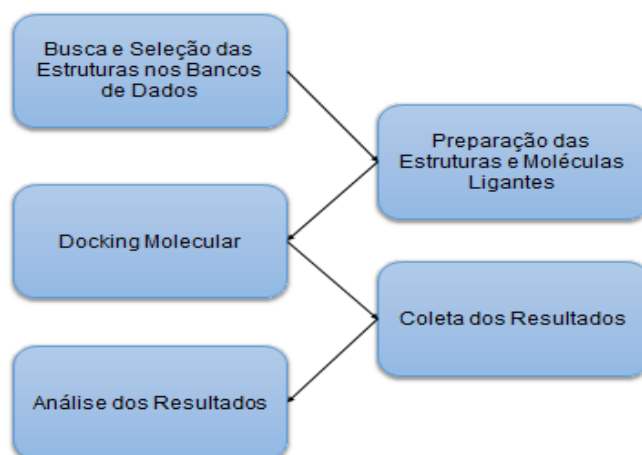 Busca e Seleção das
Estruturas nos Bancos
de Dados
Preparação das
Estruturas e Moléculas
Ligantes
Docking Molecular
Coleta dos Resultados
Análise dos Resultados